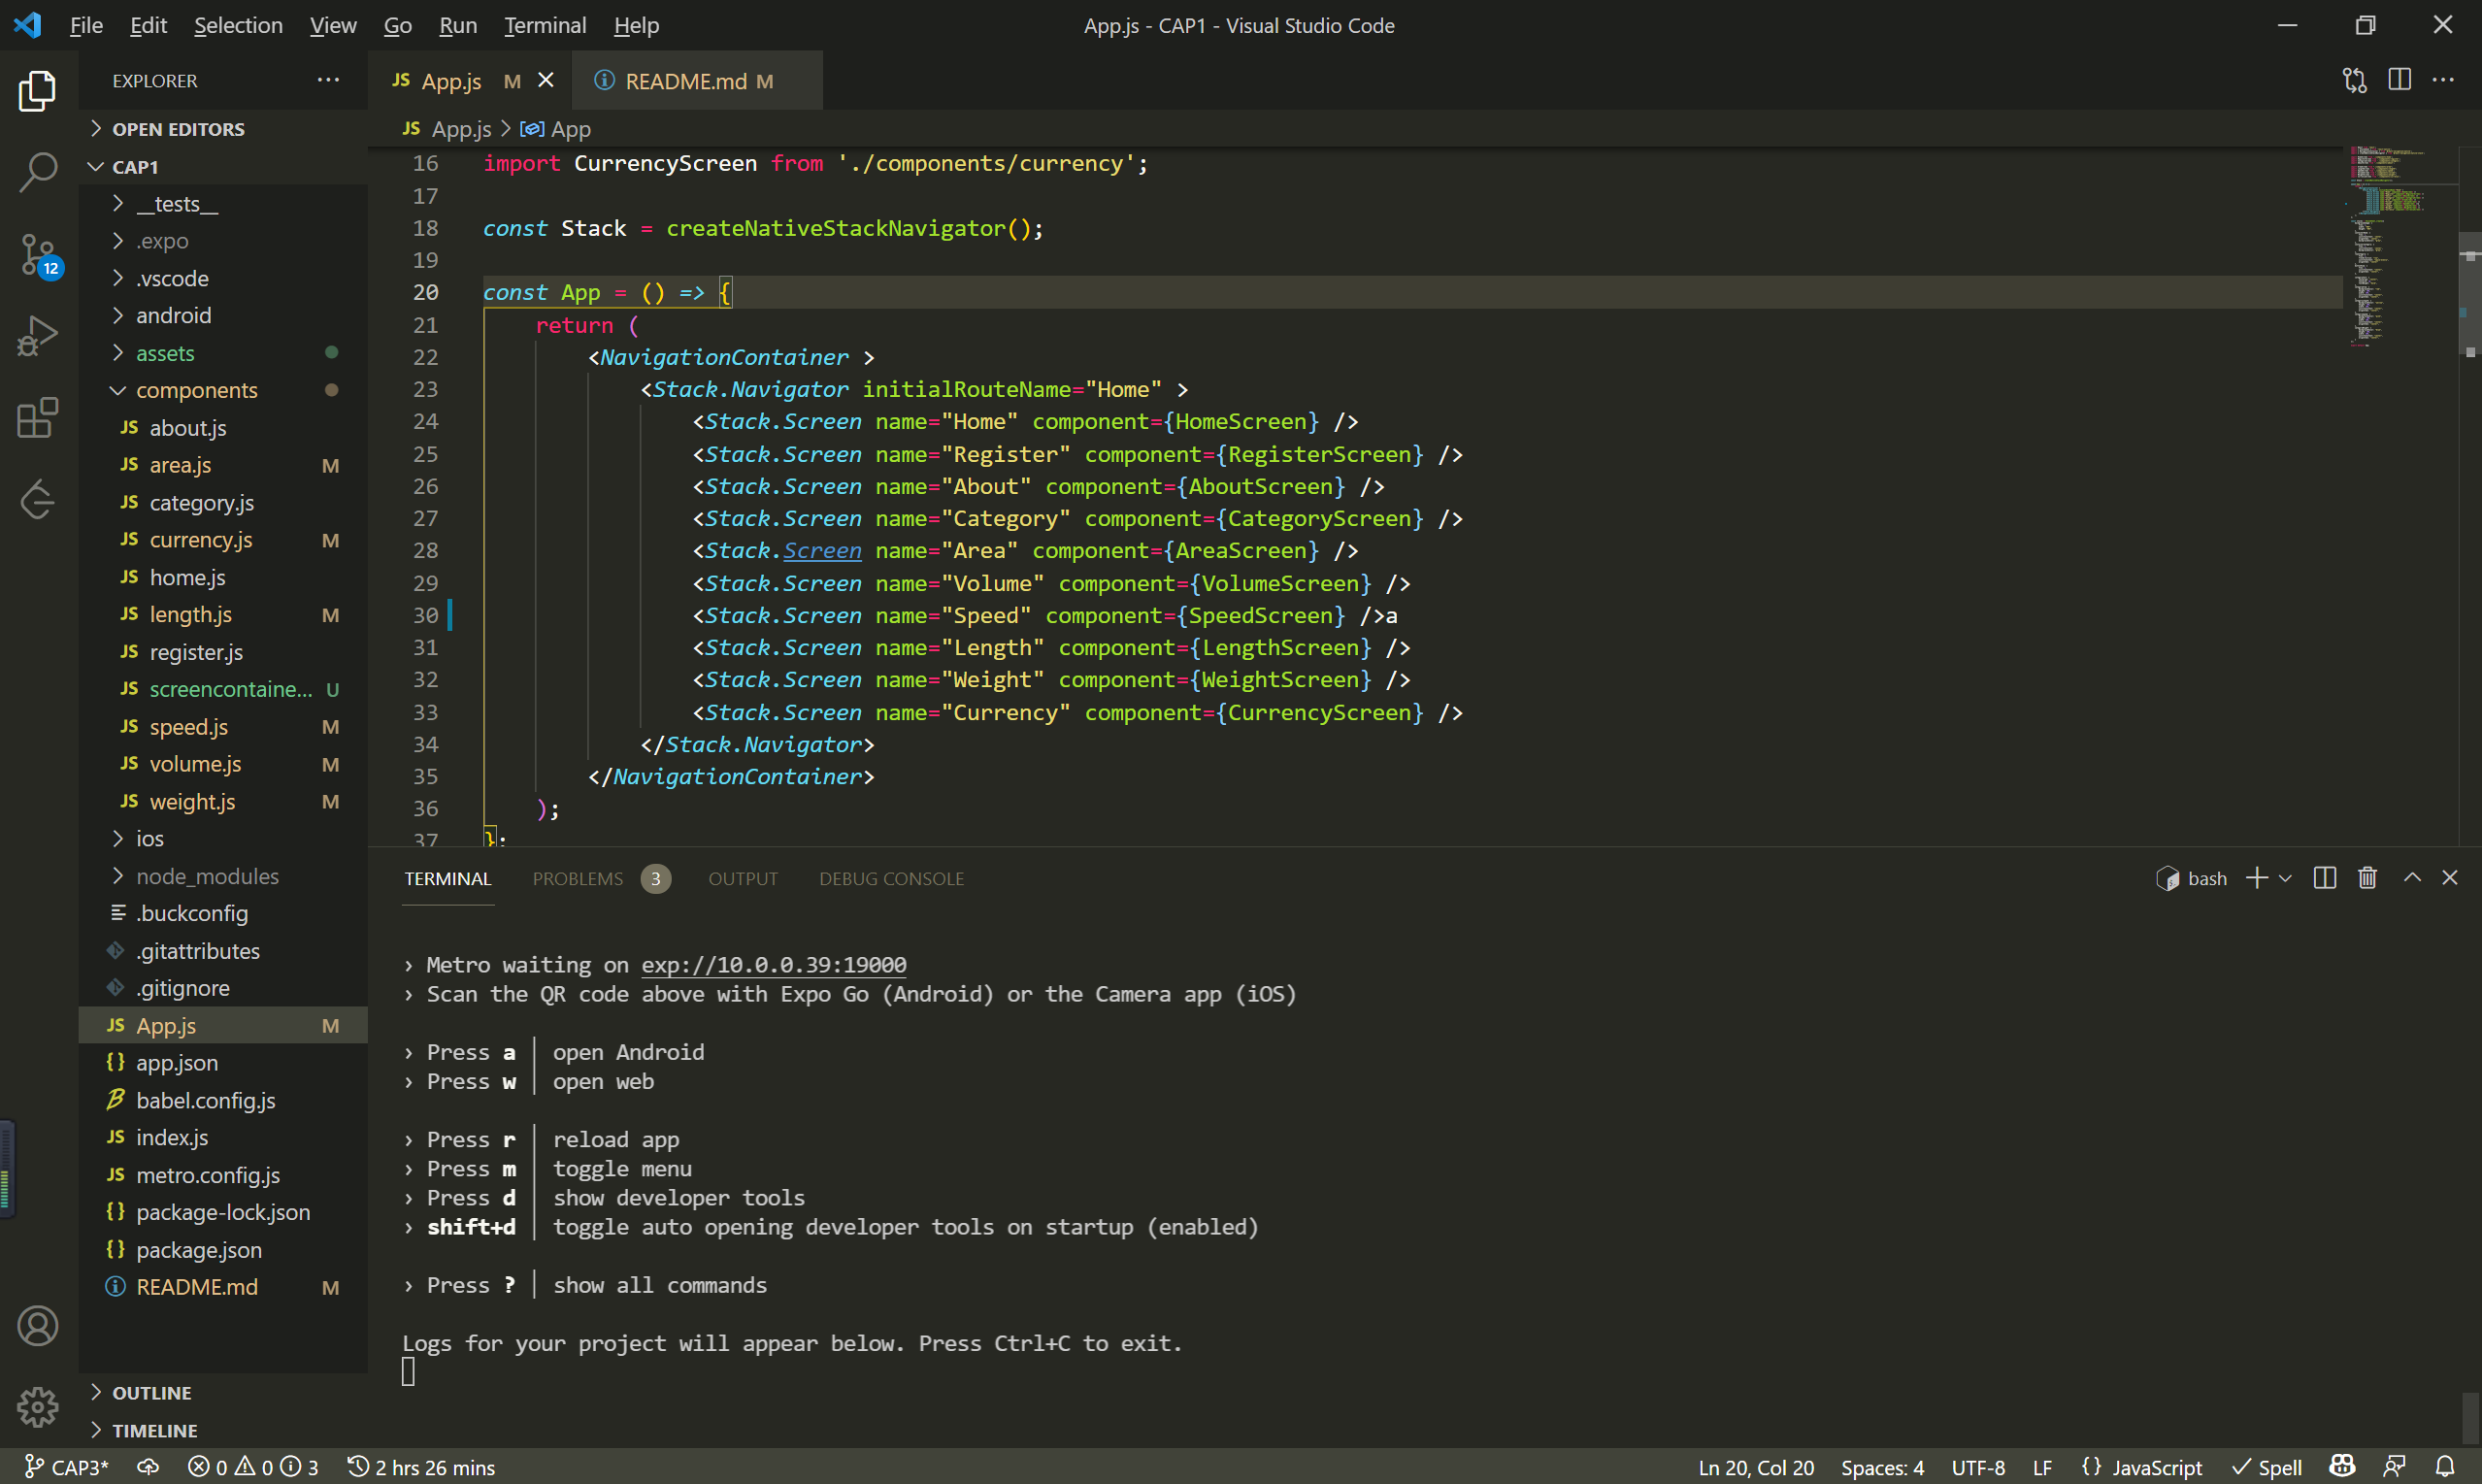 File Edit Selection View Go Run Terminal Help
App.js - CAP1 - Visual Studio Code
EXPLORER
OPEN EDITORS
CAP1
__tests__
.expo
.vscode
android
assets
components
JS about.js
JS area.js M
JS category.js
JS currency.js M
JS home.js
JS length.js M
JS register.js
JS screencontaine... U
JS speed.js M
JS volume.js M
JS weight.js M
ios
node_modules
.buckconfig
.gitattributes
.gitignore
JS App.js M
{} app.json
babel.config.js
JS index.js
JS metro.config.js
{} package-lock.json
{} package.json
README.md M
OUTLINE
TIMELINE
12
JS App.js M
README.md M
JS App.js > App
16 import CurrencyScreen from './components/currency';
17
18 const Stack = createNativeStackNavigator();
19
20 const App = () => {
21 return (
22 <NavigationContainer >
23 <Stack.Navigator initialRouteName="Home" >
24 <Stack.Screen name="Home" component={HomeScreen} />
25 <Stack.Screen name="Register" component={RegisterScreen} />
26 <Stack.Screen name="About" component={AboutScreen} />
27 <Stack.Screen name="Category" component={CategoryScreen} />
28 <Stack.Screen name="Area" component={AreaScreen} />
29 <Stack.Screen name="Volume" component={VolumeScreen} />
30 <Stack.Screen name="Speed" component={SpeedScreen} />a
31 <Stack.Screen name="Length" component={LengthScreen} />
32 <Stack.Screen name="Weight" component={WeightScreen} />
33 <Stack.Screen name="Currency" component={CurrencyScreen} />
34 </Stack.Navigator>
35 </NavigationContainer>
36 );
37 };
TERMINAL PROBLEMS 3 OUTPUT DEBUG CONSOLE
bash
› Metro waiting on exp://10.0.0.39:19000
› Scan the QR code above with Expo Go (Android) or the Camera app (iOS)
› Press a │ open Android
› Press w │ open web
› Press r │ reload app
› Press m │ toggle menu
› Press d │ show developer tools
› shift+d │ toggle auto opening developer tools on startup (enabled)
› Press ? │ show all commands
Logs for your project will appear below. Press Ctrl+C to exit.
CAP3* 0 0 3 2 hrs 26 mins
Ln 20, Col 20 Spaces: 4 UTF-8 LF {} JavaScript Spell